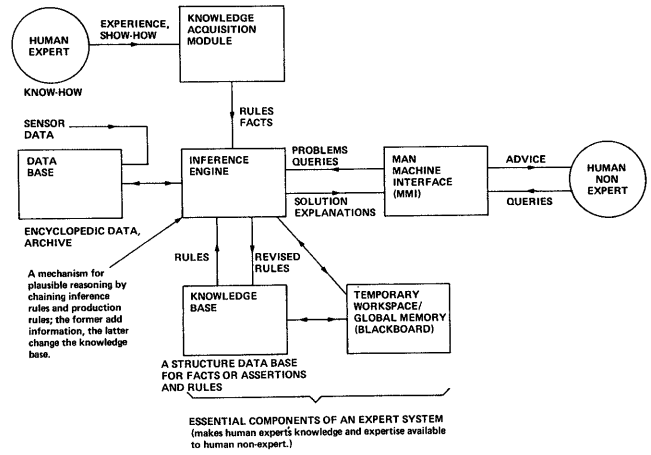 HUMAN
EXPERT
KNOW-HOW
EXPERIENCE,
SHOW-HOW
KNOWLEDGE
ACQUISITION
MODULE
RULES
FACTS
SENSOR
DATA
DATA
BASE
ENCYCLOPEDIC DATA,
ARCHIVE
INFERENCE
ENGINE
PROBLEMS
QUERIES
SOLUTION
EXPLANATIONS
MAN
MACHINE
INTERFACE
(MMI)
ADVICE
QUERIES
HUMAN
NON
EXPERT
A mechanism for
plausible reasoning by
chaining inference
rules and production
rules; the former add
information, the latter
change the knowledge
base.
RULES
REVISED
RULES
KNOWLEDGE
BASE
TEMPORARY
WORKSPACE/
GLOBAL MEMORY
(BLACKBOARD)
A STRUCTURE DATA BASE
FOR FACTS OR ASSERTIONS
AND RULES
ESSENTIAL COMPONENTS OF AN EXPERT SYSTEM
(makes human expert's knowledge and expertise available
to human non-expert.)